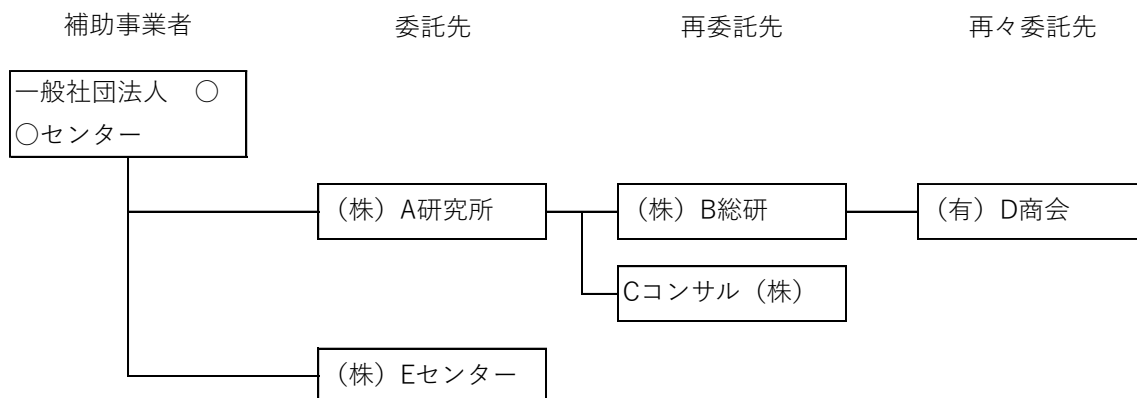 補助事業者 委託先 再委託先 再々委託先
一般社団法人　○
○センター
（株）A研究所 （株）B総研 （有）D商会
Cコンサル（株）
（株）Eセンター